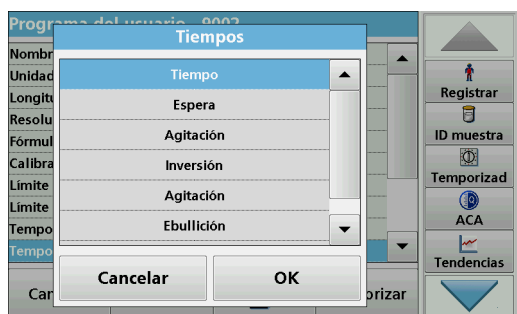 Programa del usuario 9002
Tiempos
Nombr
Unidad
Longitu
Resolu
Fórmul
Calibra
Límite
Límite
Tempo
Tempo
Tiempo
Espera
Agitación
Inversión
Agitación
Ebullición
Cancelar
OK
Car
orizar
Registrar
ID muestra
Temporizad
ACA
Tendencias